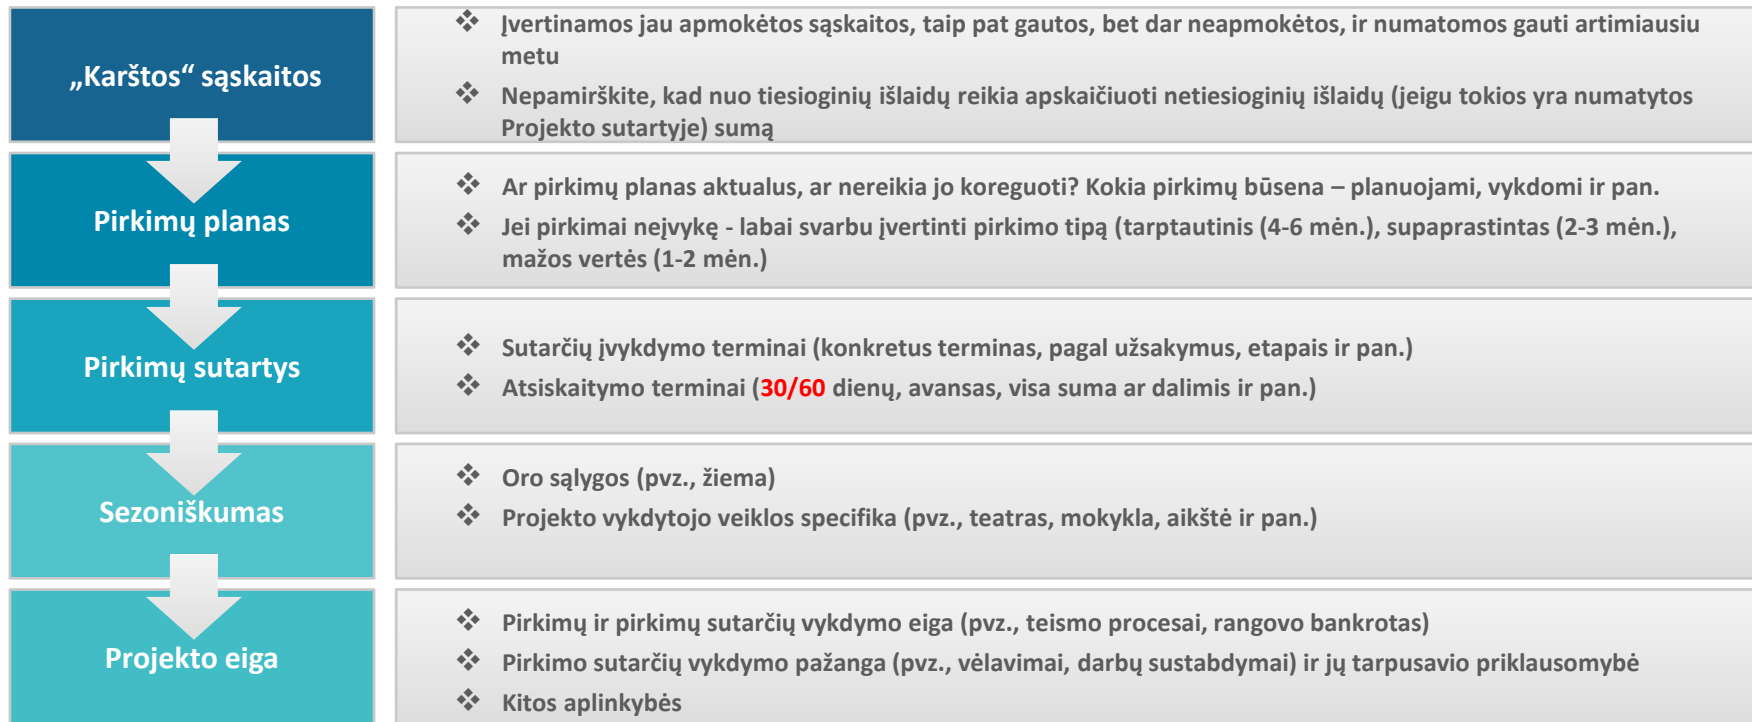 „Karštos“ sąskaitos
❖ Įvertinamos jau apmokėtos sąskaitos, taip pat gautos, bet dar neapmokėtos, ir numatomos gauti artimiausiu
metu
❖ Nepamirškite, kad nuo tiesioginių išlaidų reikia apskaičiuoti netiesioginių išlaidų (jeigu tokios yra numatytos
Projekto sutartyje) sumą
Pirkimų planas
❖ Ar pirkimų planas aktualus, ar nereikia jo koreguoti? Kokia pirkimų būsena – planuojami, vykdomi ir pan.
❖ Jei pirkimai neįvykę - labai svarbu įvertinti pirkimo tipą (tarptautinis (4-6 mėn.), supaprastintas (2-3 mėn.),
mažos vertės (1-2 mėn.)
Pirkimų sutartys
❖ Sutarčių įvykdymo terminai (konkretus terminas, pagal užsakymus, etapais ir pan.)
❖ Atsiskaitymo terminai (30/60 dienų, avansas, visa suma ar dalimis ir pan.)
Sezoniškumas
❖ Oro sąlygos (pvz., žiema)
❖ Projekto vykdytojo veiklos specifika (pvz., teatras, mokykla, aikštė ir pan.)
Projekto eiga
❖ Pirkimų ir pirkimų sutarčių vykdymo eiga (pvz., teismo procesai, rangovo bankrotas)
❖ Pirkimo sutarčių vykdymo pažanga (pvz., vėlavimai, darbų sustabdymai) ir jų tarpusavio priklausomybė
❖ Kitos aplinkybės